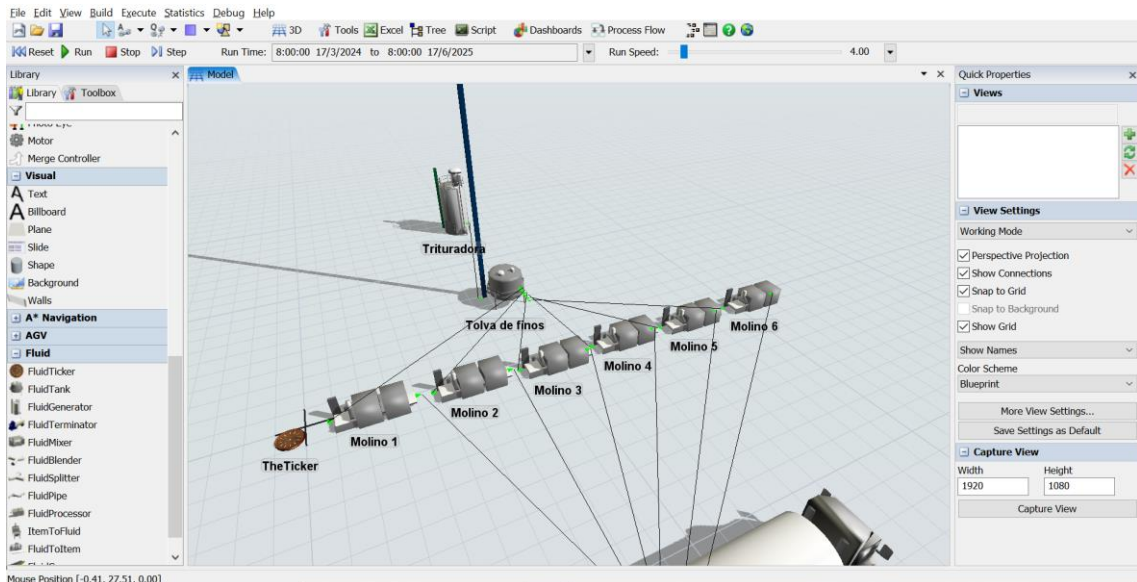 File Edit View Build Execute Statistics Debug Help
3D Tools Excel Tree Script Dashboards Process Flow
Reset Run Stop Step Run Time: 8:00:00 17/3/2024 to 8:00:00 17/6/2025 Run Speed: 4.00
Library
Library Toolbox
Motor
Merge Controller
Visual
Text
Billboard
Plane
Slide
Shape
Background
Walls
A* Navigation
AGV
Fluid
FluidTicker
FluidTank
FluidGenerator
FluidTerminator
FluidMixer
FluidBlender
FluidSplitter
FluidPipe
FluidProcessor
ItemToFluid
FluidToItem
Model
Trituradora
Tolva de finos
Molino 6
Molino 5
Molino 4
Molino 3
Molino 2
Molino 1
TheTicker
Quick Properties
Views
View Settings
Working Mode
Perspective Projection
Show Connections
Snap to Grid
Snap to Background
Show Grid
Show Names
Color Scheme
Blueprint
More View Settings...
Save Settings as Default
Capture View
Width Height
1920 1080
Capture View
Mouse Position [-0.41, 27.51, 0.00]